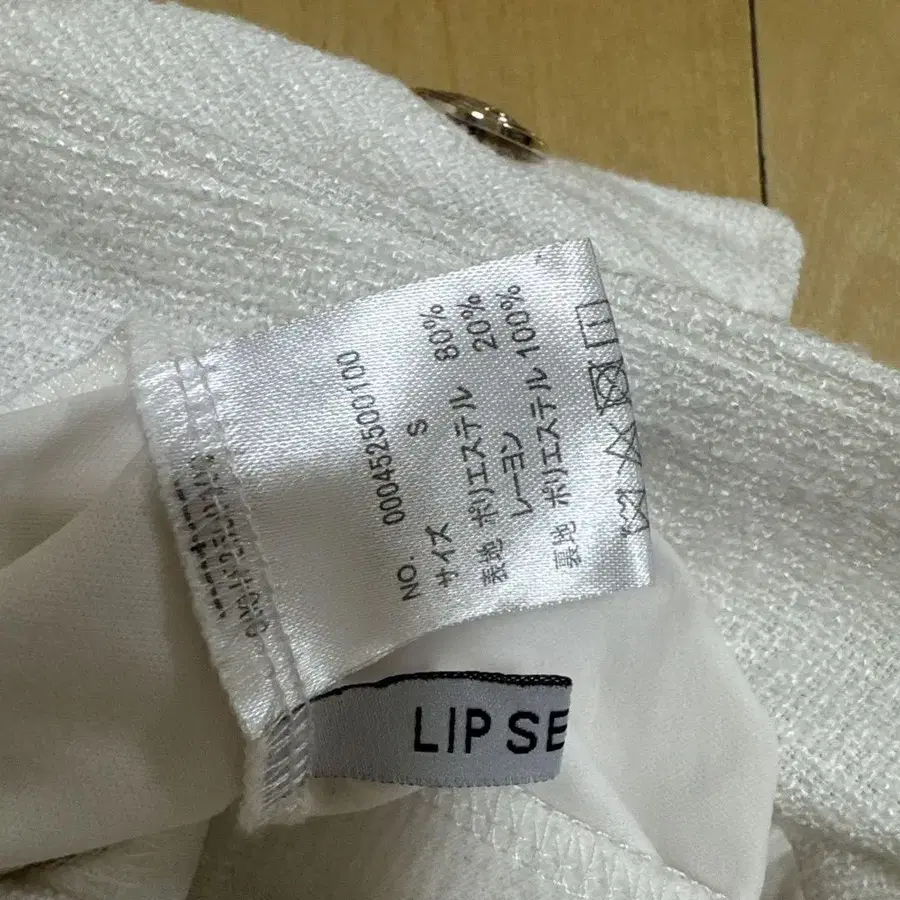 NO. 000452500100
サイズ S
表地 ポリエステル 80%
レーヨン 20%
裏地 ポリエステル 100%
LIP SE